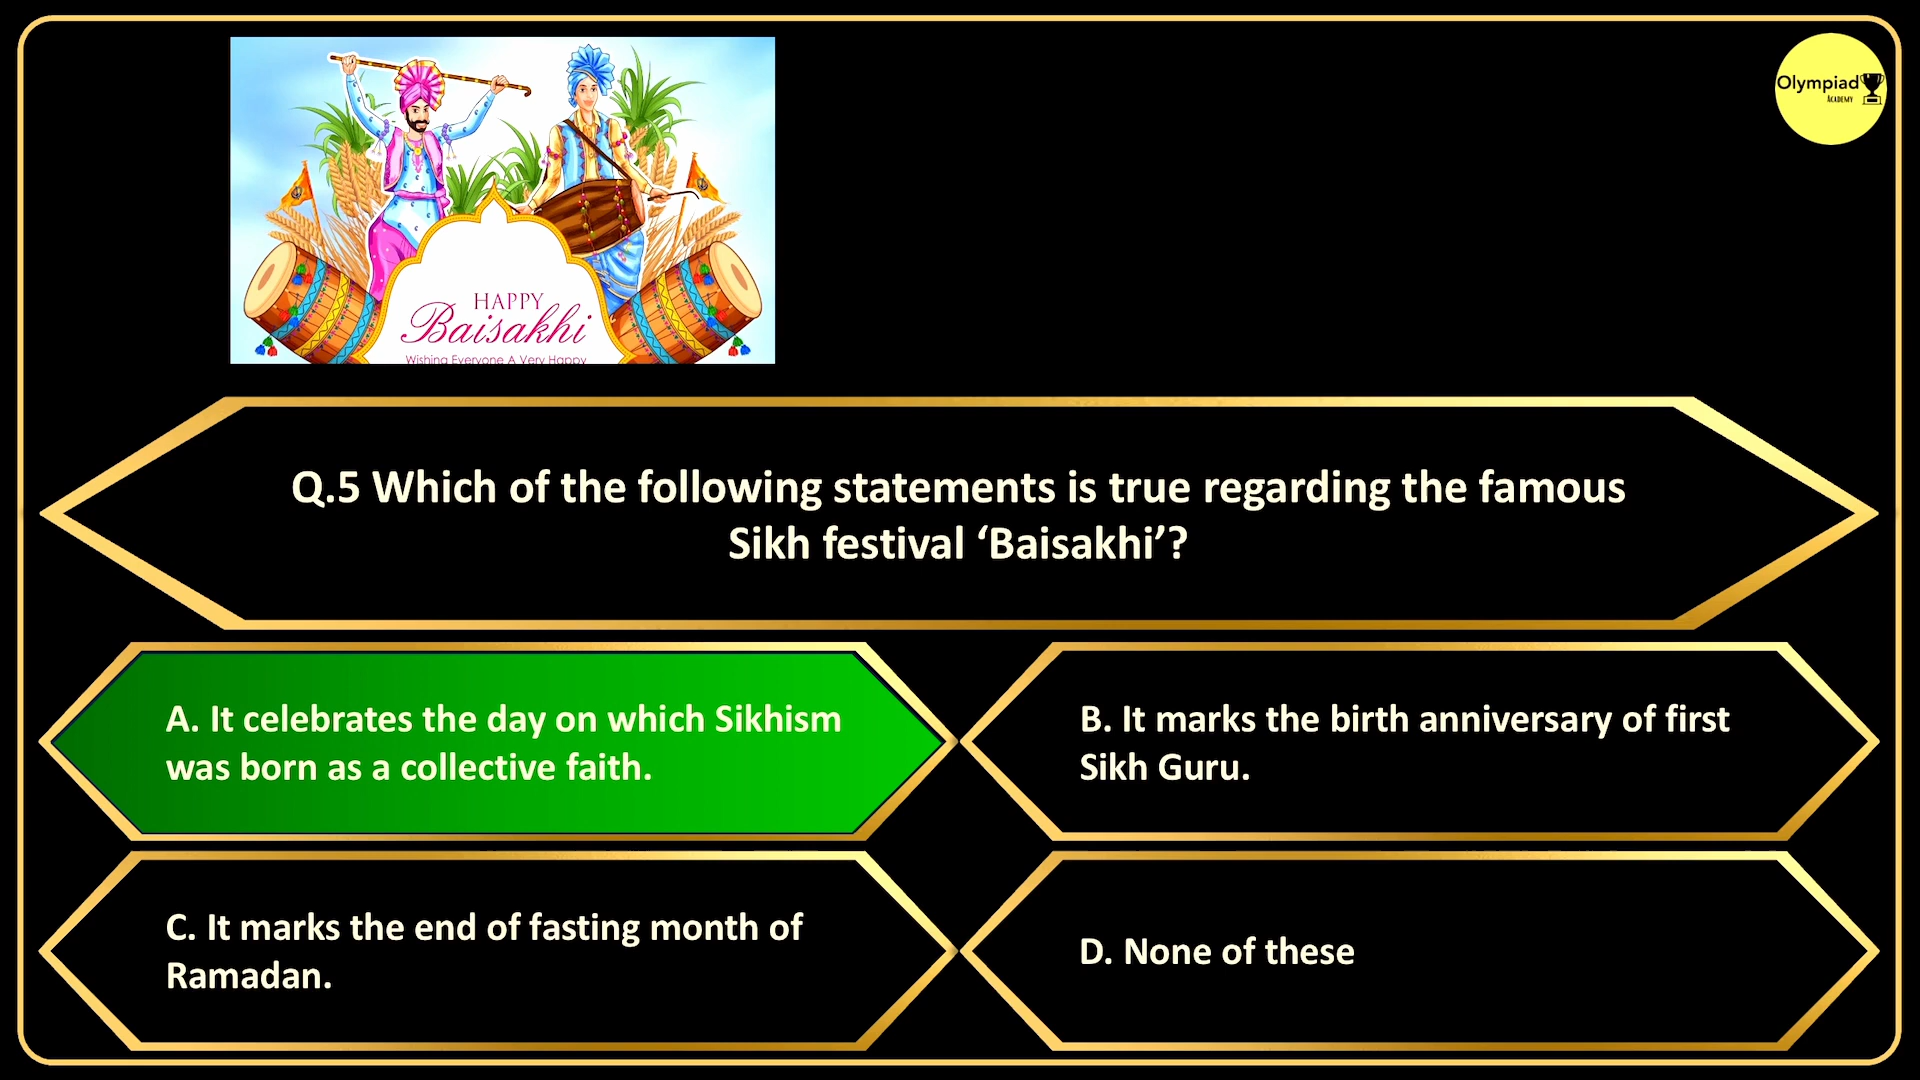 HAPPY
Baisakhi
Wishing Everyone A Very Happy
Olympiad
ACADEMY
Q.5 Which of the following statements is true regarding the famous
Sikh festival ‘Baisakhi’?
A. It celebrates the day on which Sikhism
was born as a collective faith.
B. It marks the birth anniversary of first
Sikh Guru.
C. It marks the end of fasting month of
Ramadan.
D. None of these